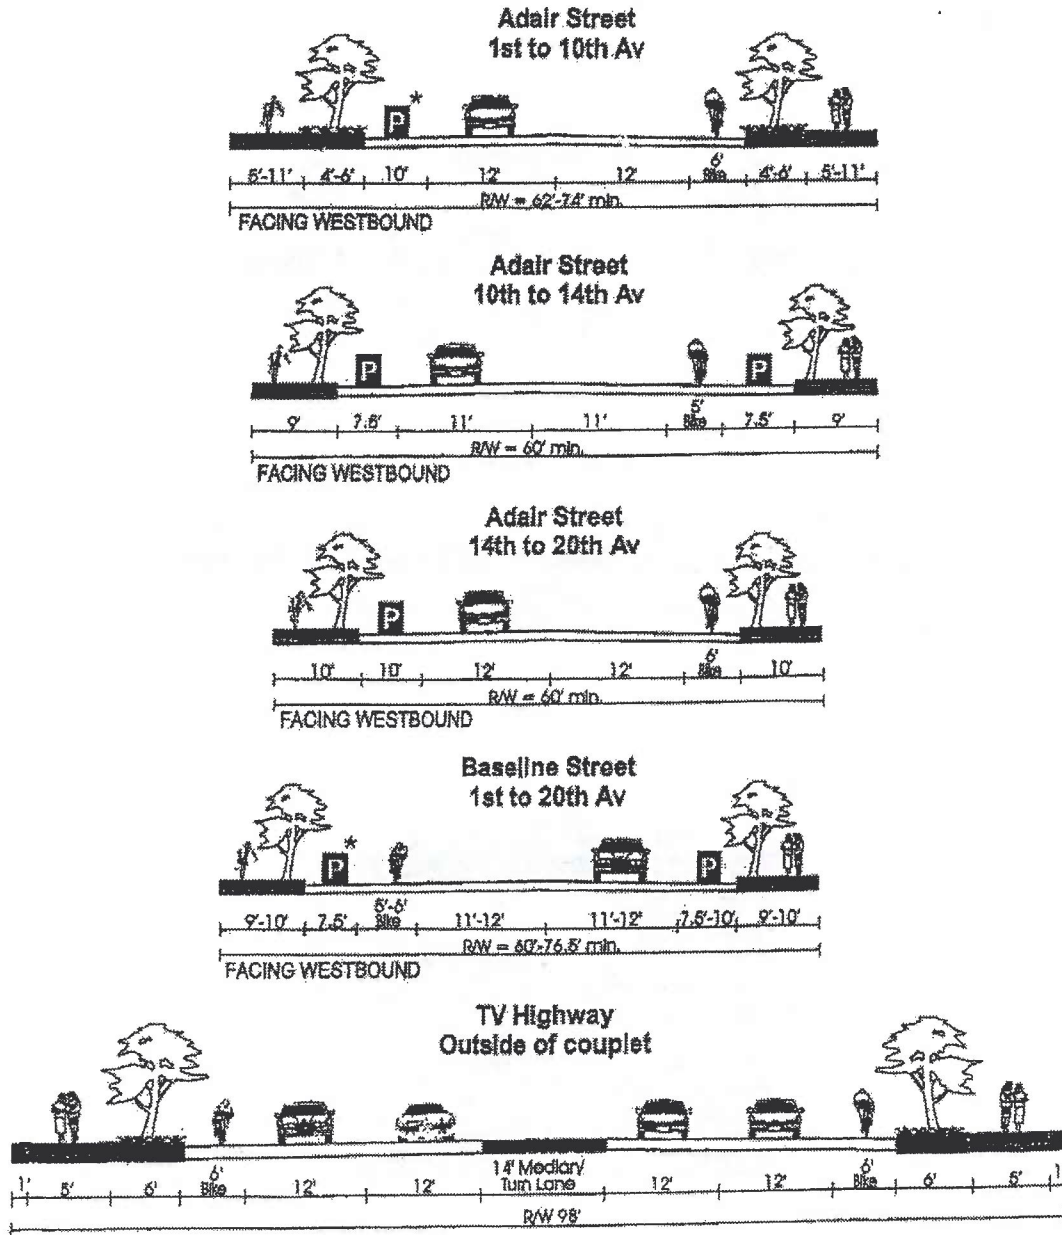 Adair Street
1st to 10th Av
P*
5'-11' 4'-6' 10' 12' 12' 6' Bike 4'-6' 5'-11'
R/W = 62'-74' min.
FACING WESTBOUND
Adair Street
10th to 14th Av
P P
9' 7.5' 11' 11' 5' Bike 7.5' 9'
R/W = 60' min.
FACING WESTBOUND
Adair Street
14th to 20th Av
P
10' 10' 12' 12' 6' Bike 10'
R/W = 60' min.
FACING WESTBOUND
Baseline Street
1st to 20th Av
P* P
9'-10' 7.5' 5'-6' Bike 11'-12' 11'-12' 7.5'-10' 9'-10'
R/W = 60'-76.5' min.
FACING WESTBOUND
TV Highway
Outside of couplet
1' 5' 6' 6' Bike 12' 12' 14' Median/ Turn Lane 12' 12' 6' Bike 6' 5' 1
R/W 98'